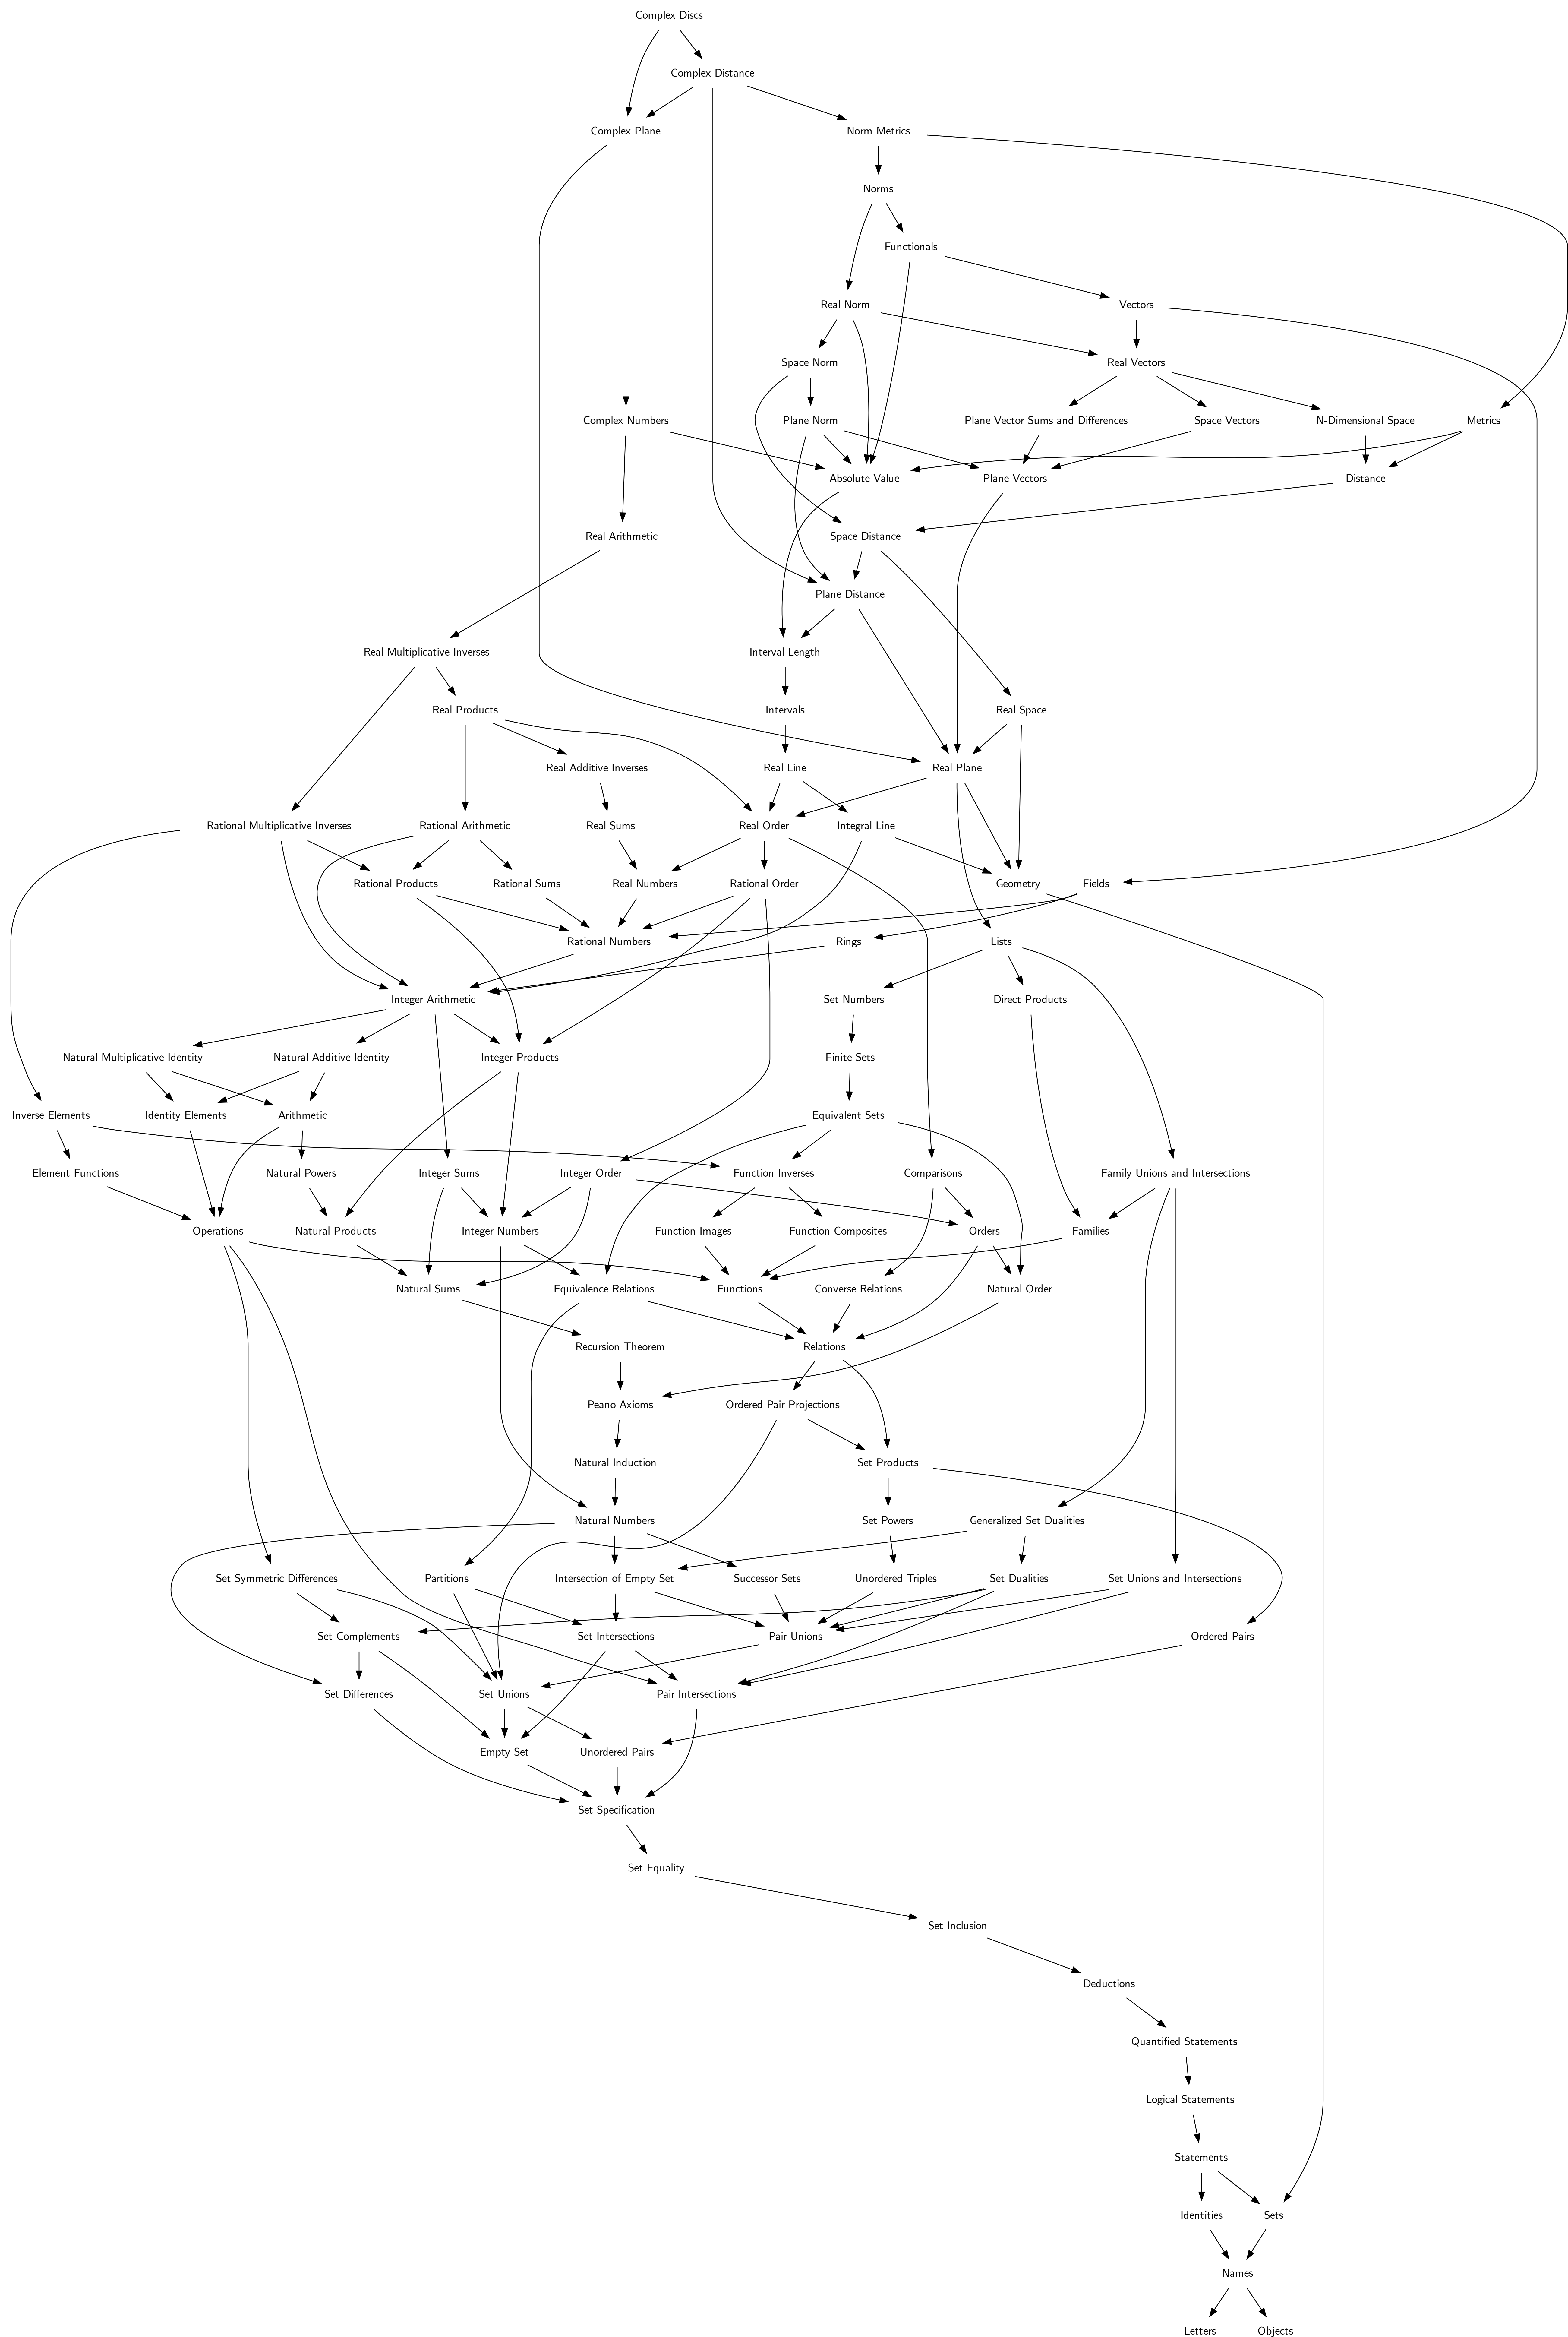 Complex Discs
Complex Distance
Complex Plane
Norm Metrics
Norms
Functionals
Real Norm
Vectors
Space Norm
Real Vectors
Complex Numbers
Plane Norm
Plane Vector Sums and Differences
Space Vectors
N-Dimensional Space
Metrics
Absolute Value
Plane Vectors
Distance
Real Arithmetic
Space Distance
Plane Distance
Real Multiplicative Inverses
Interval Length
Real Products
Intervals
Real Space
Real Additive Inverses
Real Line
Real Plane
Rational Multiplicative Inverses
Rational Arithmetic
Real Sums
Real Order
Integral Line
Rational Products
Rational Sums
Real Numbers
Rational Order
Geometry
Fields
Rational Numbers
Rings
Lists
Integer Arithmetic
Set Numbers
Direct Products
Natural Multiplicative Identity
Natural Additive Identity
Integer Products
Finite Sets
Inverse Elements
Identity Elements
Arithmetic
Equivalent Sets
Element Functions
Natural Powers
Integer Sums
Integer Order
Function Inverses
Comparisons
Family Unions and Intersections
Operations
Natural Products
Integer Numbers
Function Images
Function Composites
Orders
Families
Natural Sums
Equivalence Relations
Functions
Converse Relations
Natural Order
Recursion Theorem
Relations
Peano Axioms
Ordered Pair Projections
Natural Induction
Set Products
Natural Numbers
Set Powers
Generalized Set Dualities
Set Symmetric Differences
Partitions
Intersection of Empty Set
Successor Sets
Unordered Triples
Set Dualities
Set Unions and Intersections
Set Complements
Set Intersections
Pair Unions
Ordered Pairs
Set Differences
Set Unions
Pair Intersections
Empty Set
Unordered Pairs
Set Specification
Set Equality
Set Inclusion
Deductions
Quantified Statements
Logical Statements
Statements
Identities
Sets
Names
Letters
Objects